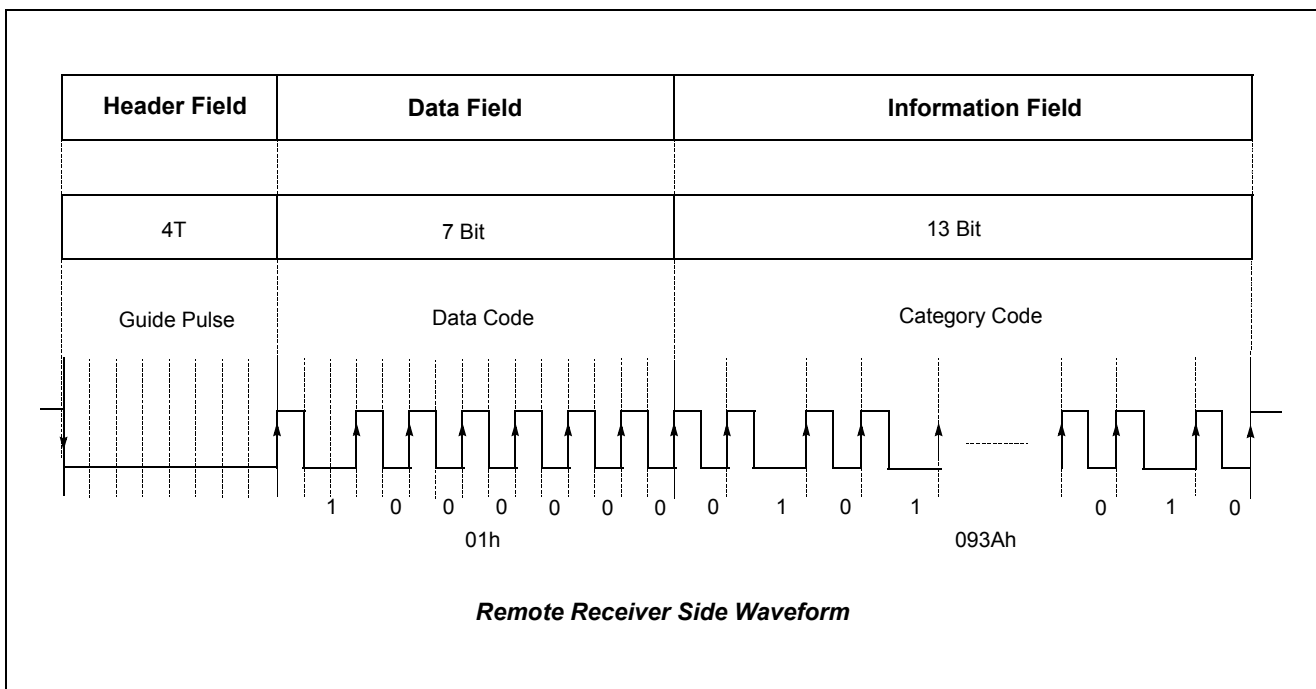 Header Field Data Field Information Field
4T 7 Bit 13 Bit
Guide Pulse Data Code Category Code
1 0 0 0 0 0 0 0 1 0 1 0 1 0
01h 093Ah
Remote Receiver Side Waveform